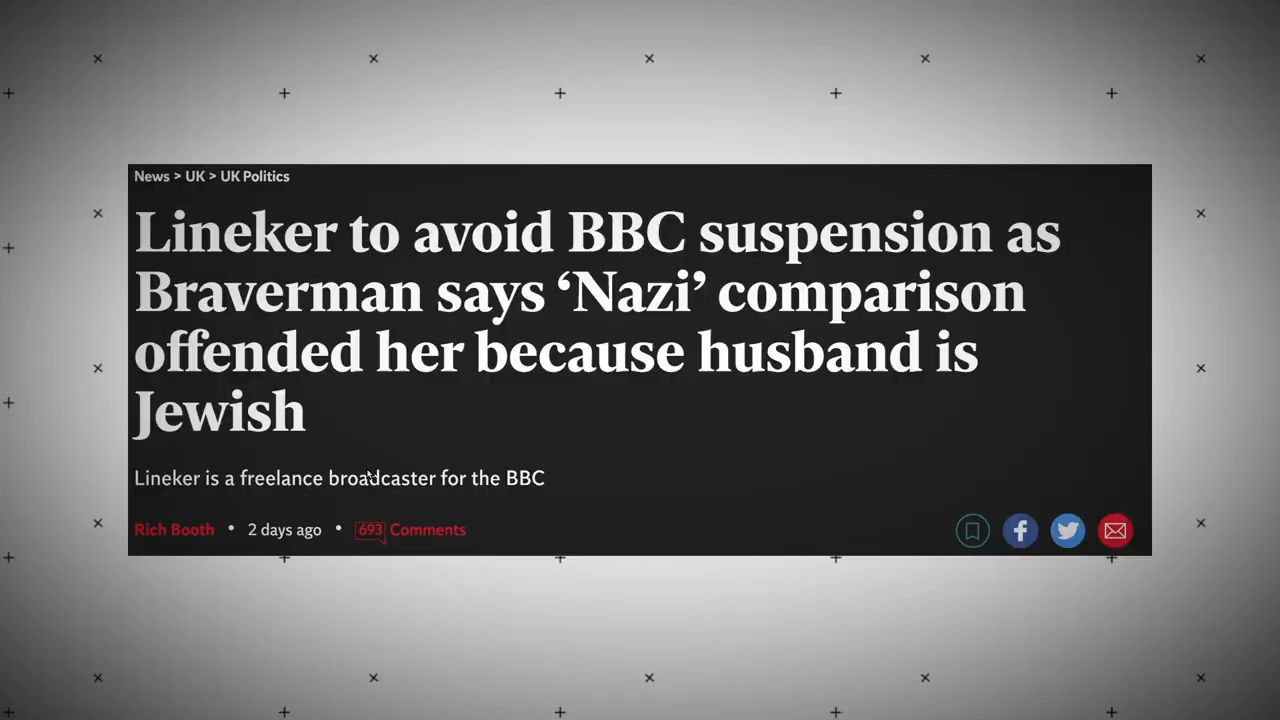 News > UK > UK Politics
Lineker to avoid BBC suspension as
Braverman says ‘Nazi’ comparison
offended her because husband is
Jewish
Lineker is a freelance broadcaster for the BBC
Rich Booth • 2 days ago • 693 Comments